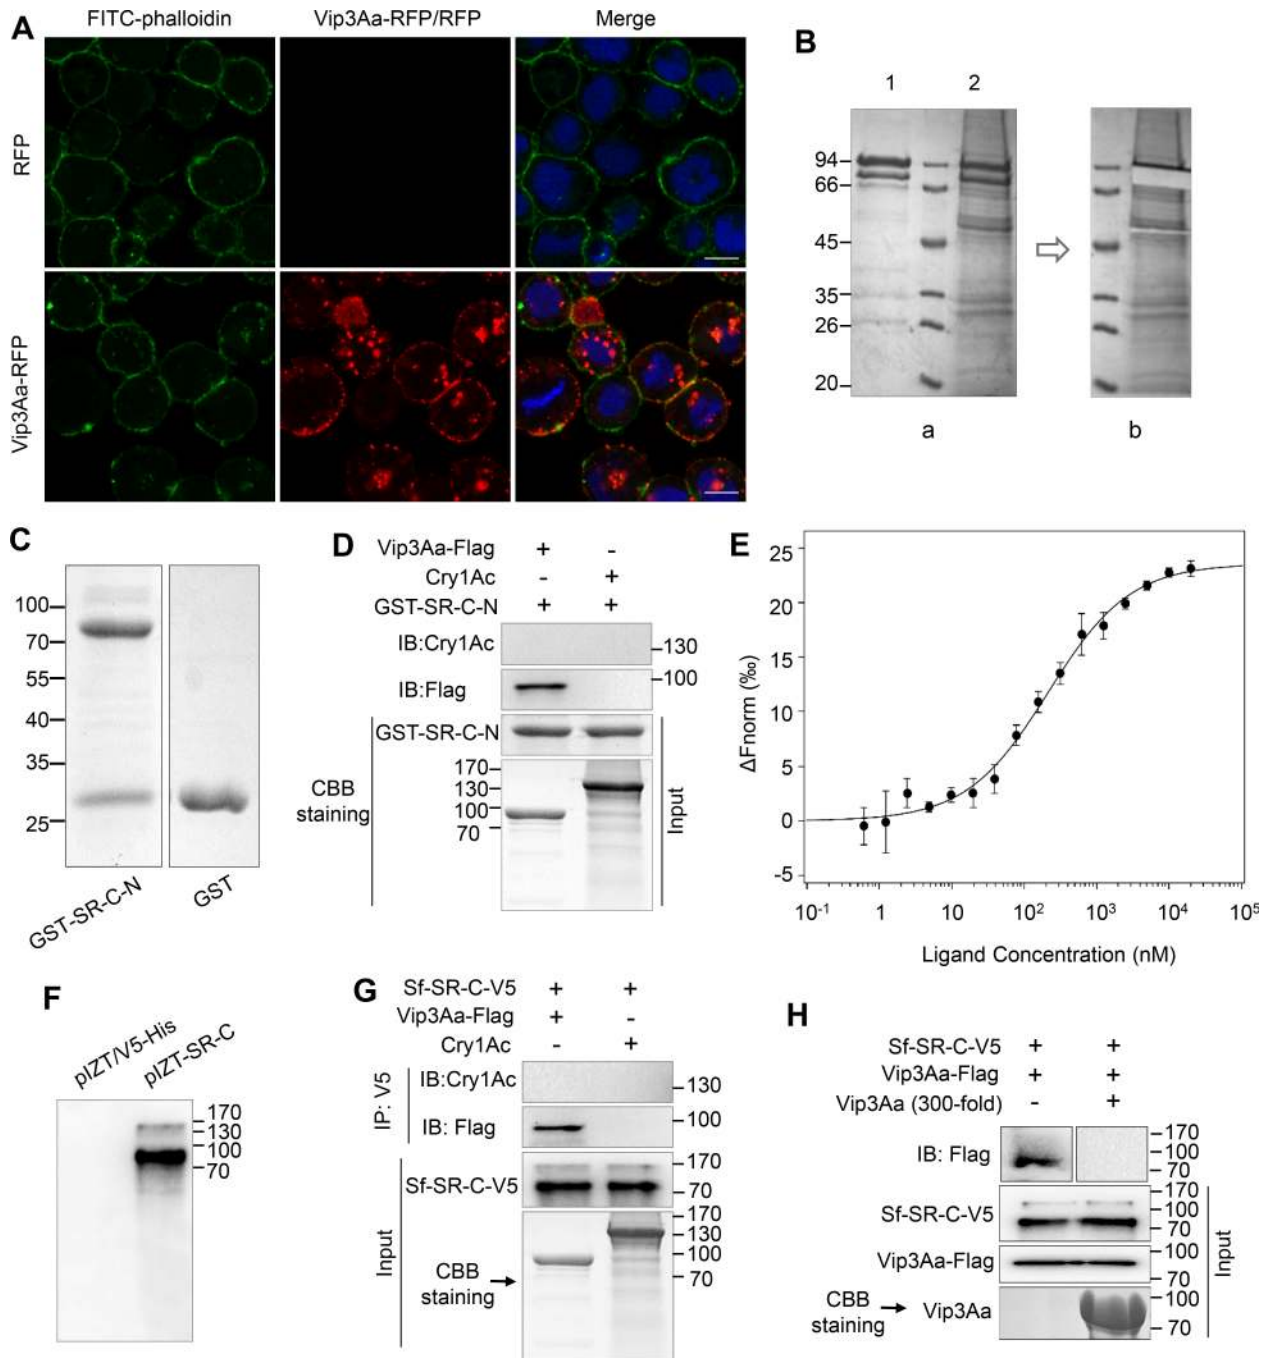 A
FITC-phalloidin Vip3Aa-RFP/RFP Merge
RFP
Vip3Aa-RFP
B
1 2
94
66
45
35
26
20
a b
C
100
70
55
40
35
25
GST-SR-C-N GST
D
Vip3Aa-Flag + -
Cry1Ac - +
GST-SR-C-N + +
IB:Cry1Ac 130
IB:Flag 100
GST-SR-C-N
CBB
staining
170
130
100
70
Input
E
ΔFnorm (‰)
25
20
15
10
5
0
-5
10-1 1 10 10² 10³ 10⁴ 10⁵
Ligand Concentration (nM)
F
pIZT/V5-His pIZT-SR-C
170
130
100
70
G
Sf-SR-C-V5 + +
Vip3Aa-Flag + -
Cry1Ac - +
IP: V5
IB:Cry1Ac 130
IB: Flag 100
Sf-SR-C-V5 170
70
Input
CBB
staining
170
130
100
70
H
Sf-SR-C-V5 + +
Vip3Aa-Flag + +
Vip3Aa (300-fold) - +
IB: Flag 170
100
70
Sf-SR-C-V5 170
100
70
Vip3Aa-Flag 100
70
CBB
staining
Vip3Aa 100
70
Input